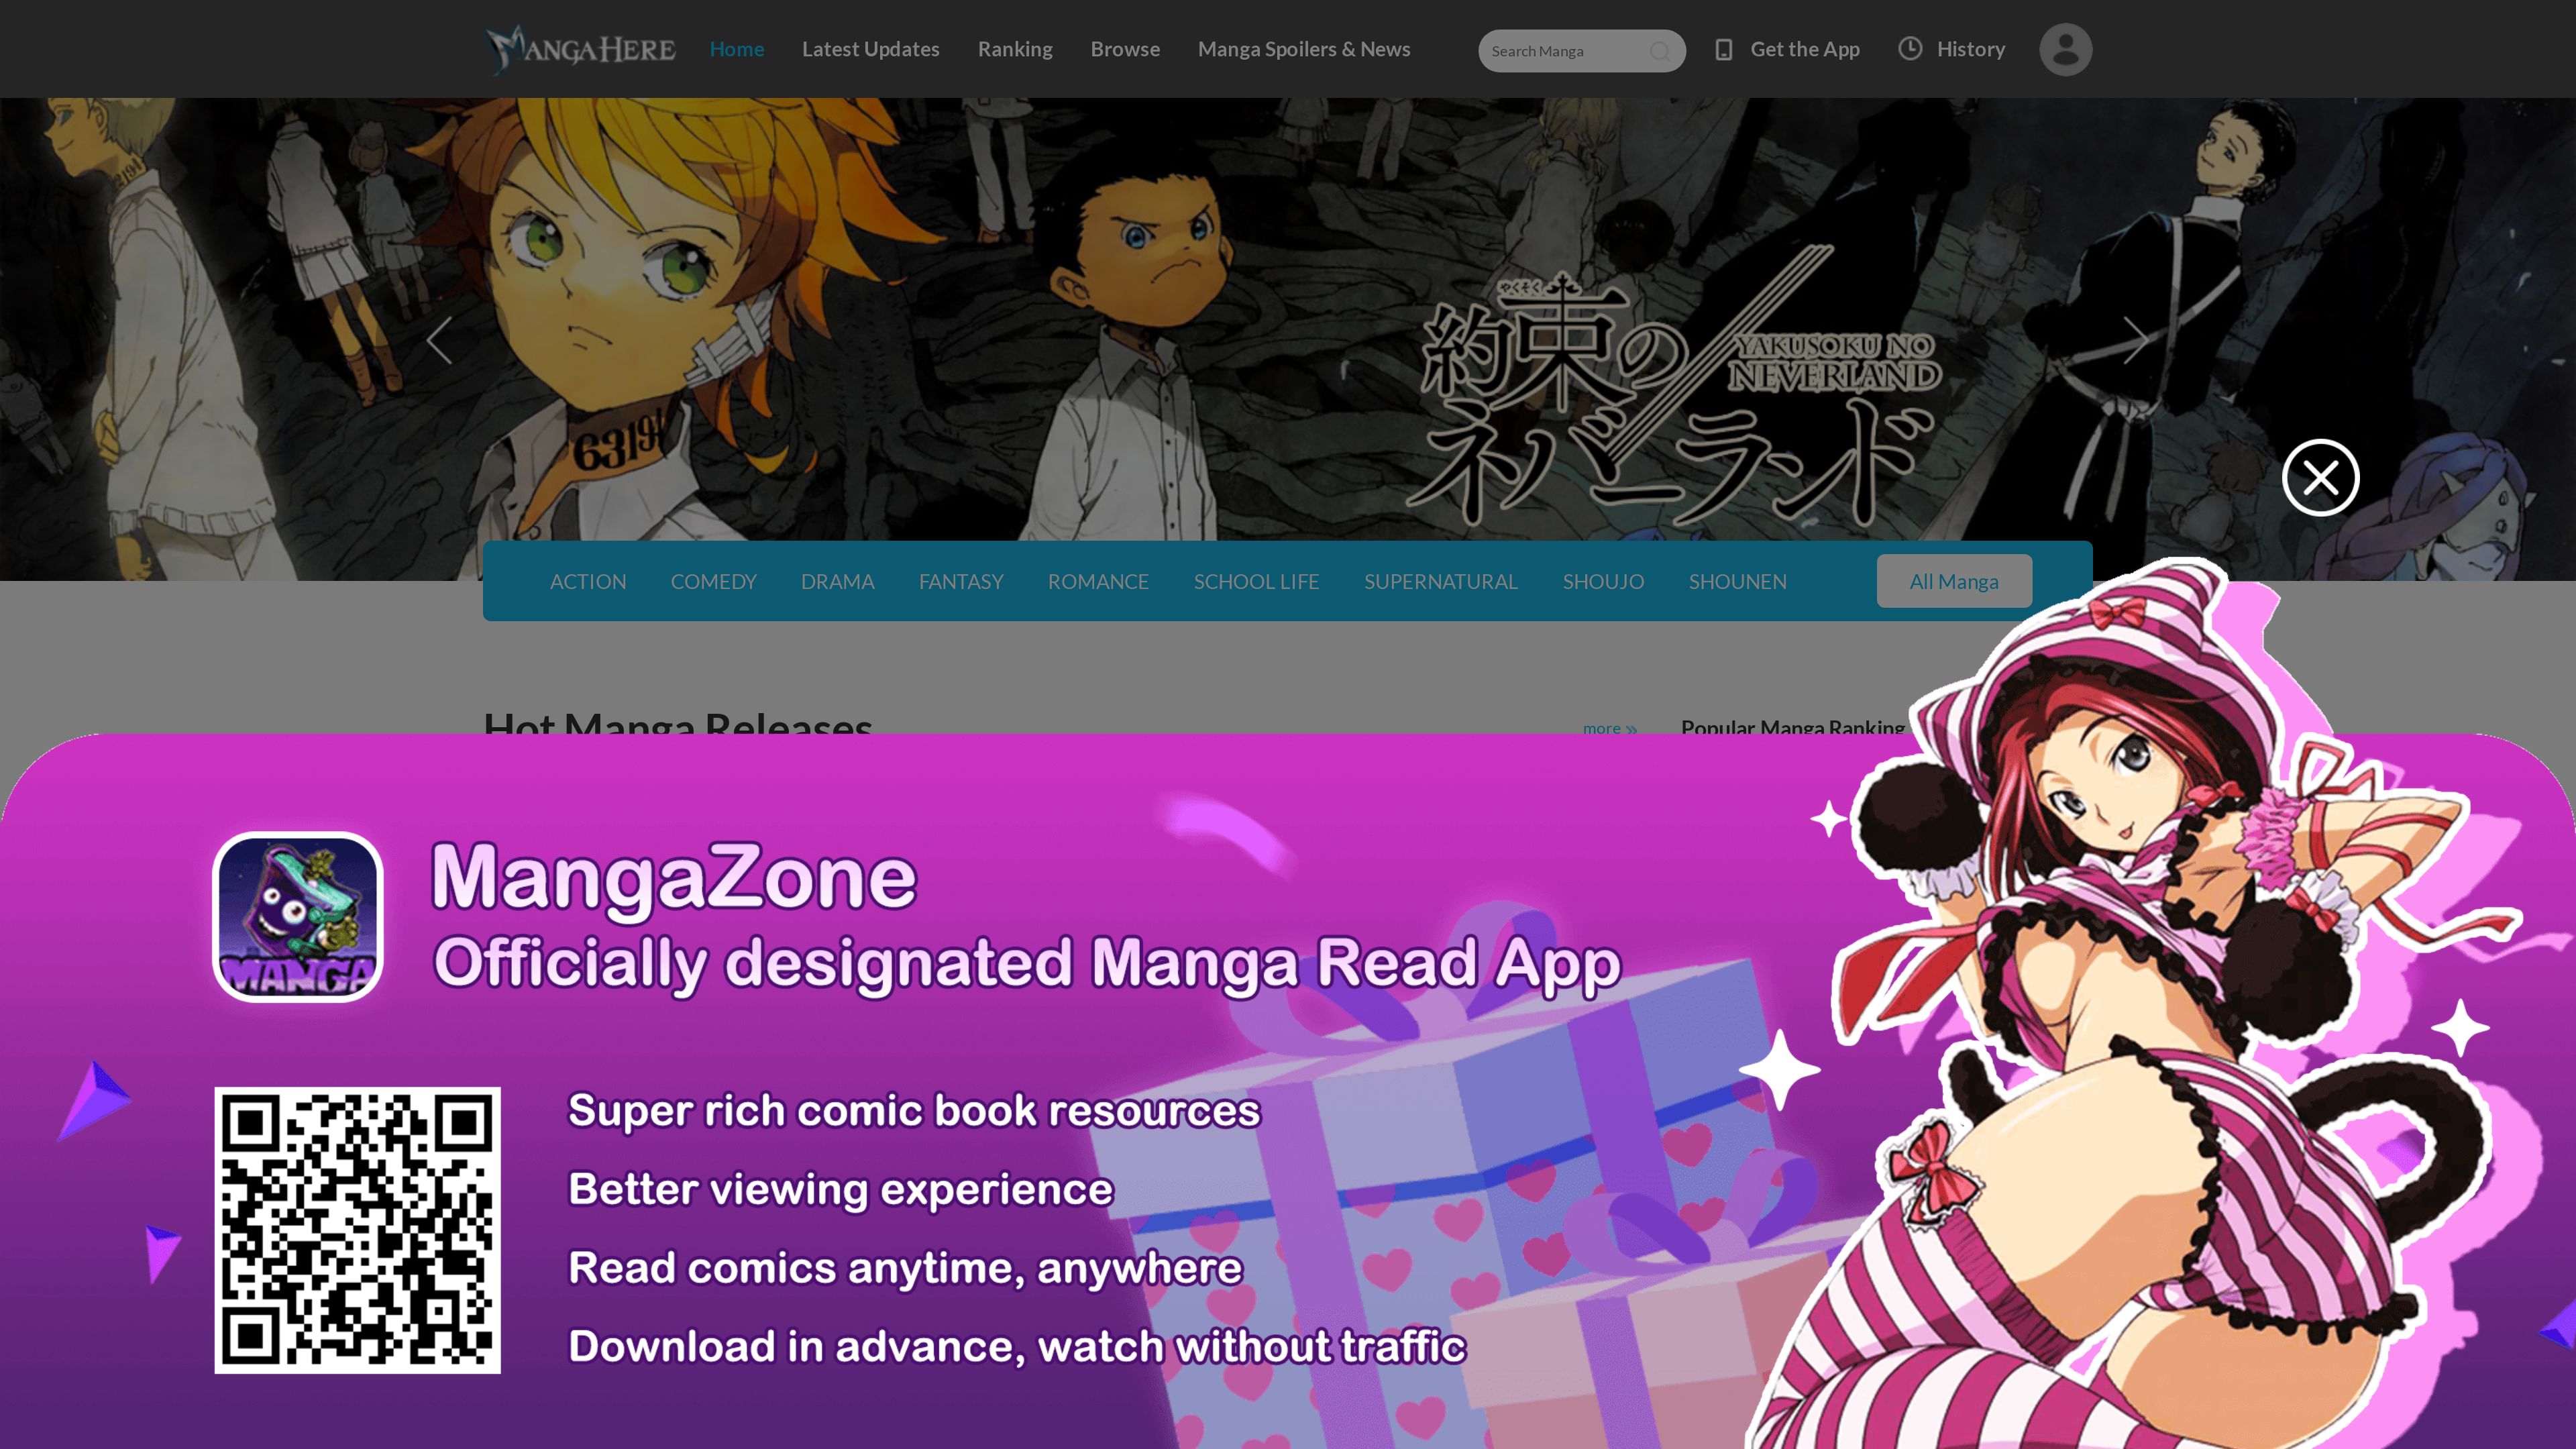 MANGAHERE Home Latest Updates Ranking Browse Manga Spoilers & News Search Manga Get the App History
63194
やくそく
約束の
YAKUSOKU NO
NEVERLAND
ネバーランド
ACTION COMEDY DRAMA FANTASY ROMANCE SCHOOL LIFE SUPERNATURAL SHOUJO SHOUNEN All Manga
Hot Manga Releases more » Popular Manga Ranking
MANGA
MangaZone
Officially designated Manga Read App
Super rich comic book resources
Better viewing experience
Read comics anytime, anywhere
Download in advance, watch without traffic